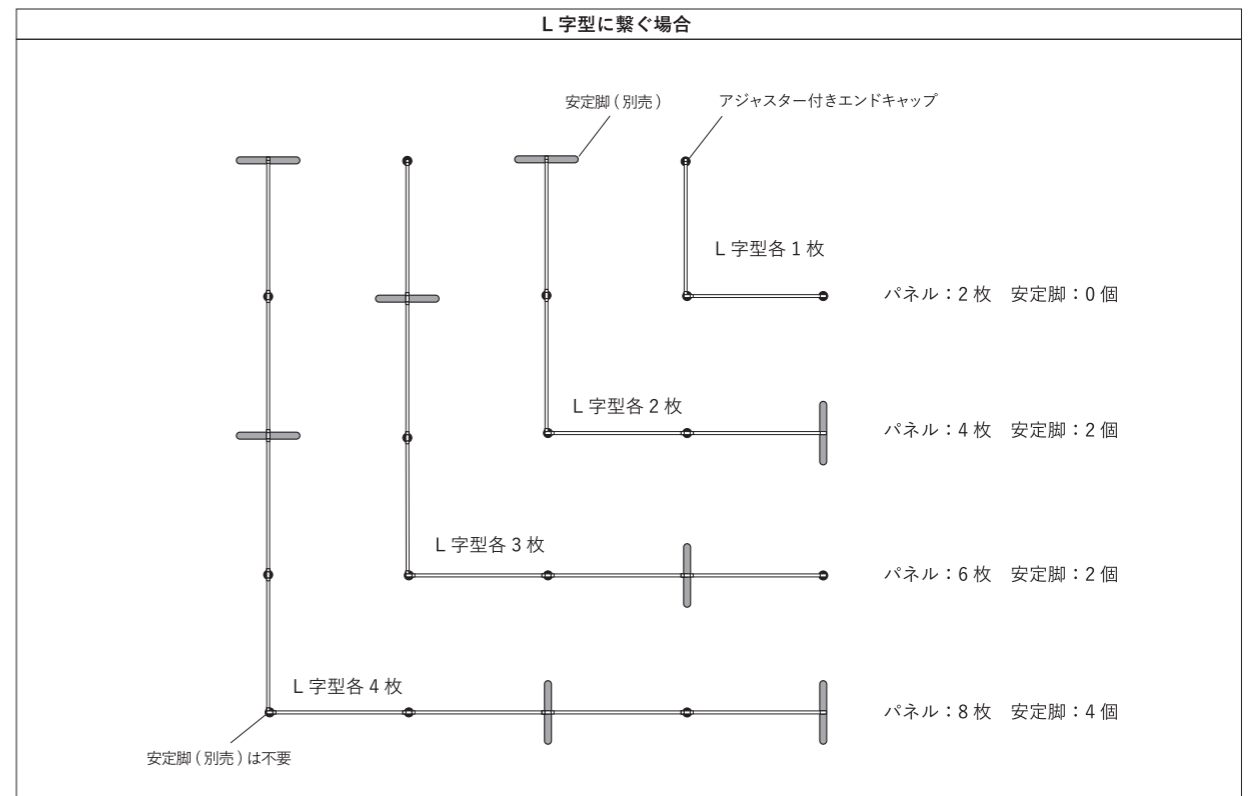 L 字型に繋ぐ場合
安定脚 ( 別売 )
アジャスター付きエンドキャップ
L 字型各 1 枚
パネル：2 枚　安定脚：0 個
L 字型各 2 枚
パネル：4 枚　安定脚：2 個
L 字型各 3 枚
パネル：6 枚　安定脚：2 個
L 字型各 4 枚
パネル：8 枚　安定脚：4 個
安定脚 ( 別売 ) は不要